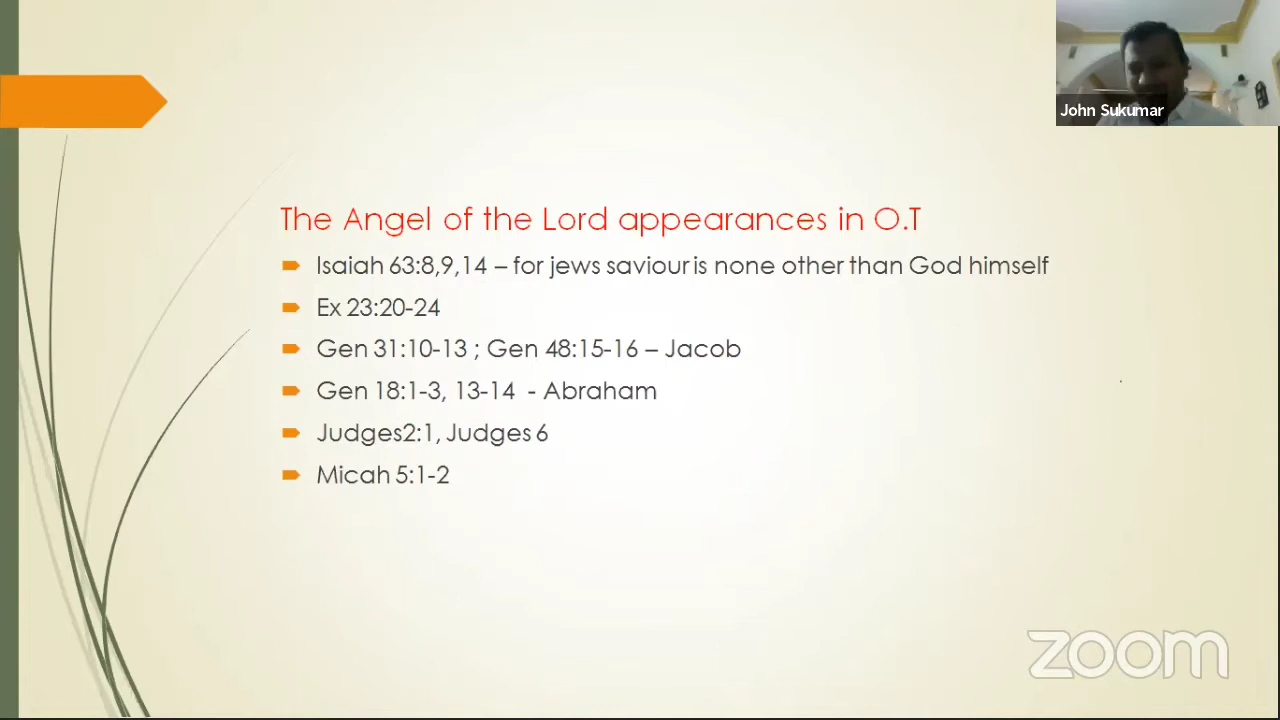 John Sukumar
The Angel of the Lord appearances in O.T
Isaiah 63:8,9,14 – for jews saviour is none other than God himself
Ex 23:20-24
Gen 31:10-13 ; Gen 48:15-16 – Jacob
Gen 18:1-3, 13-14 - Abraham
Judges2:1, Judges 6
Micah 5:1-2
zoom